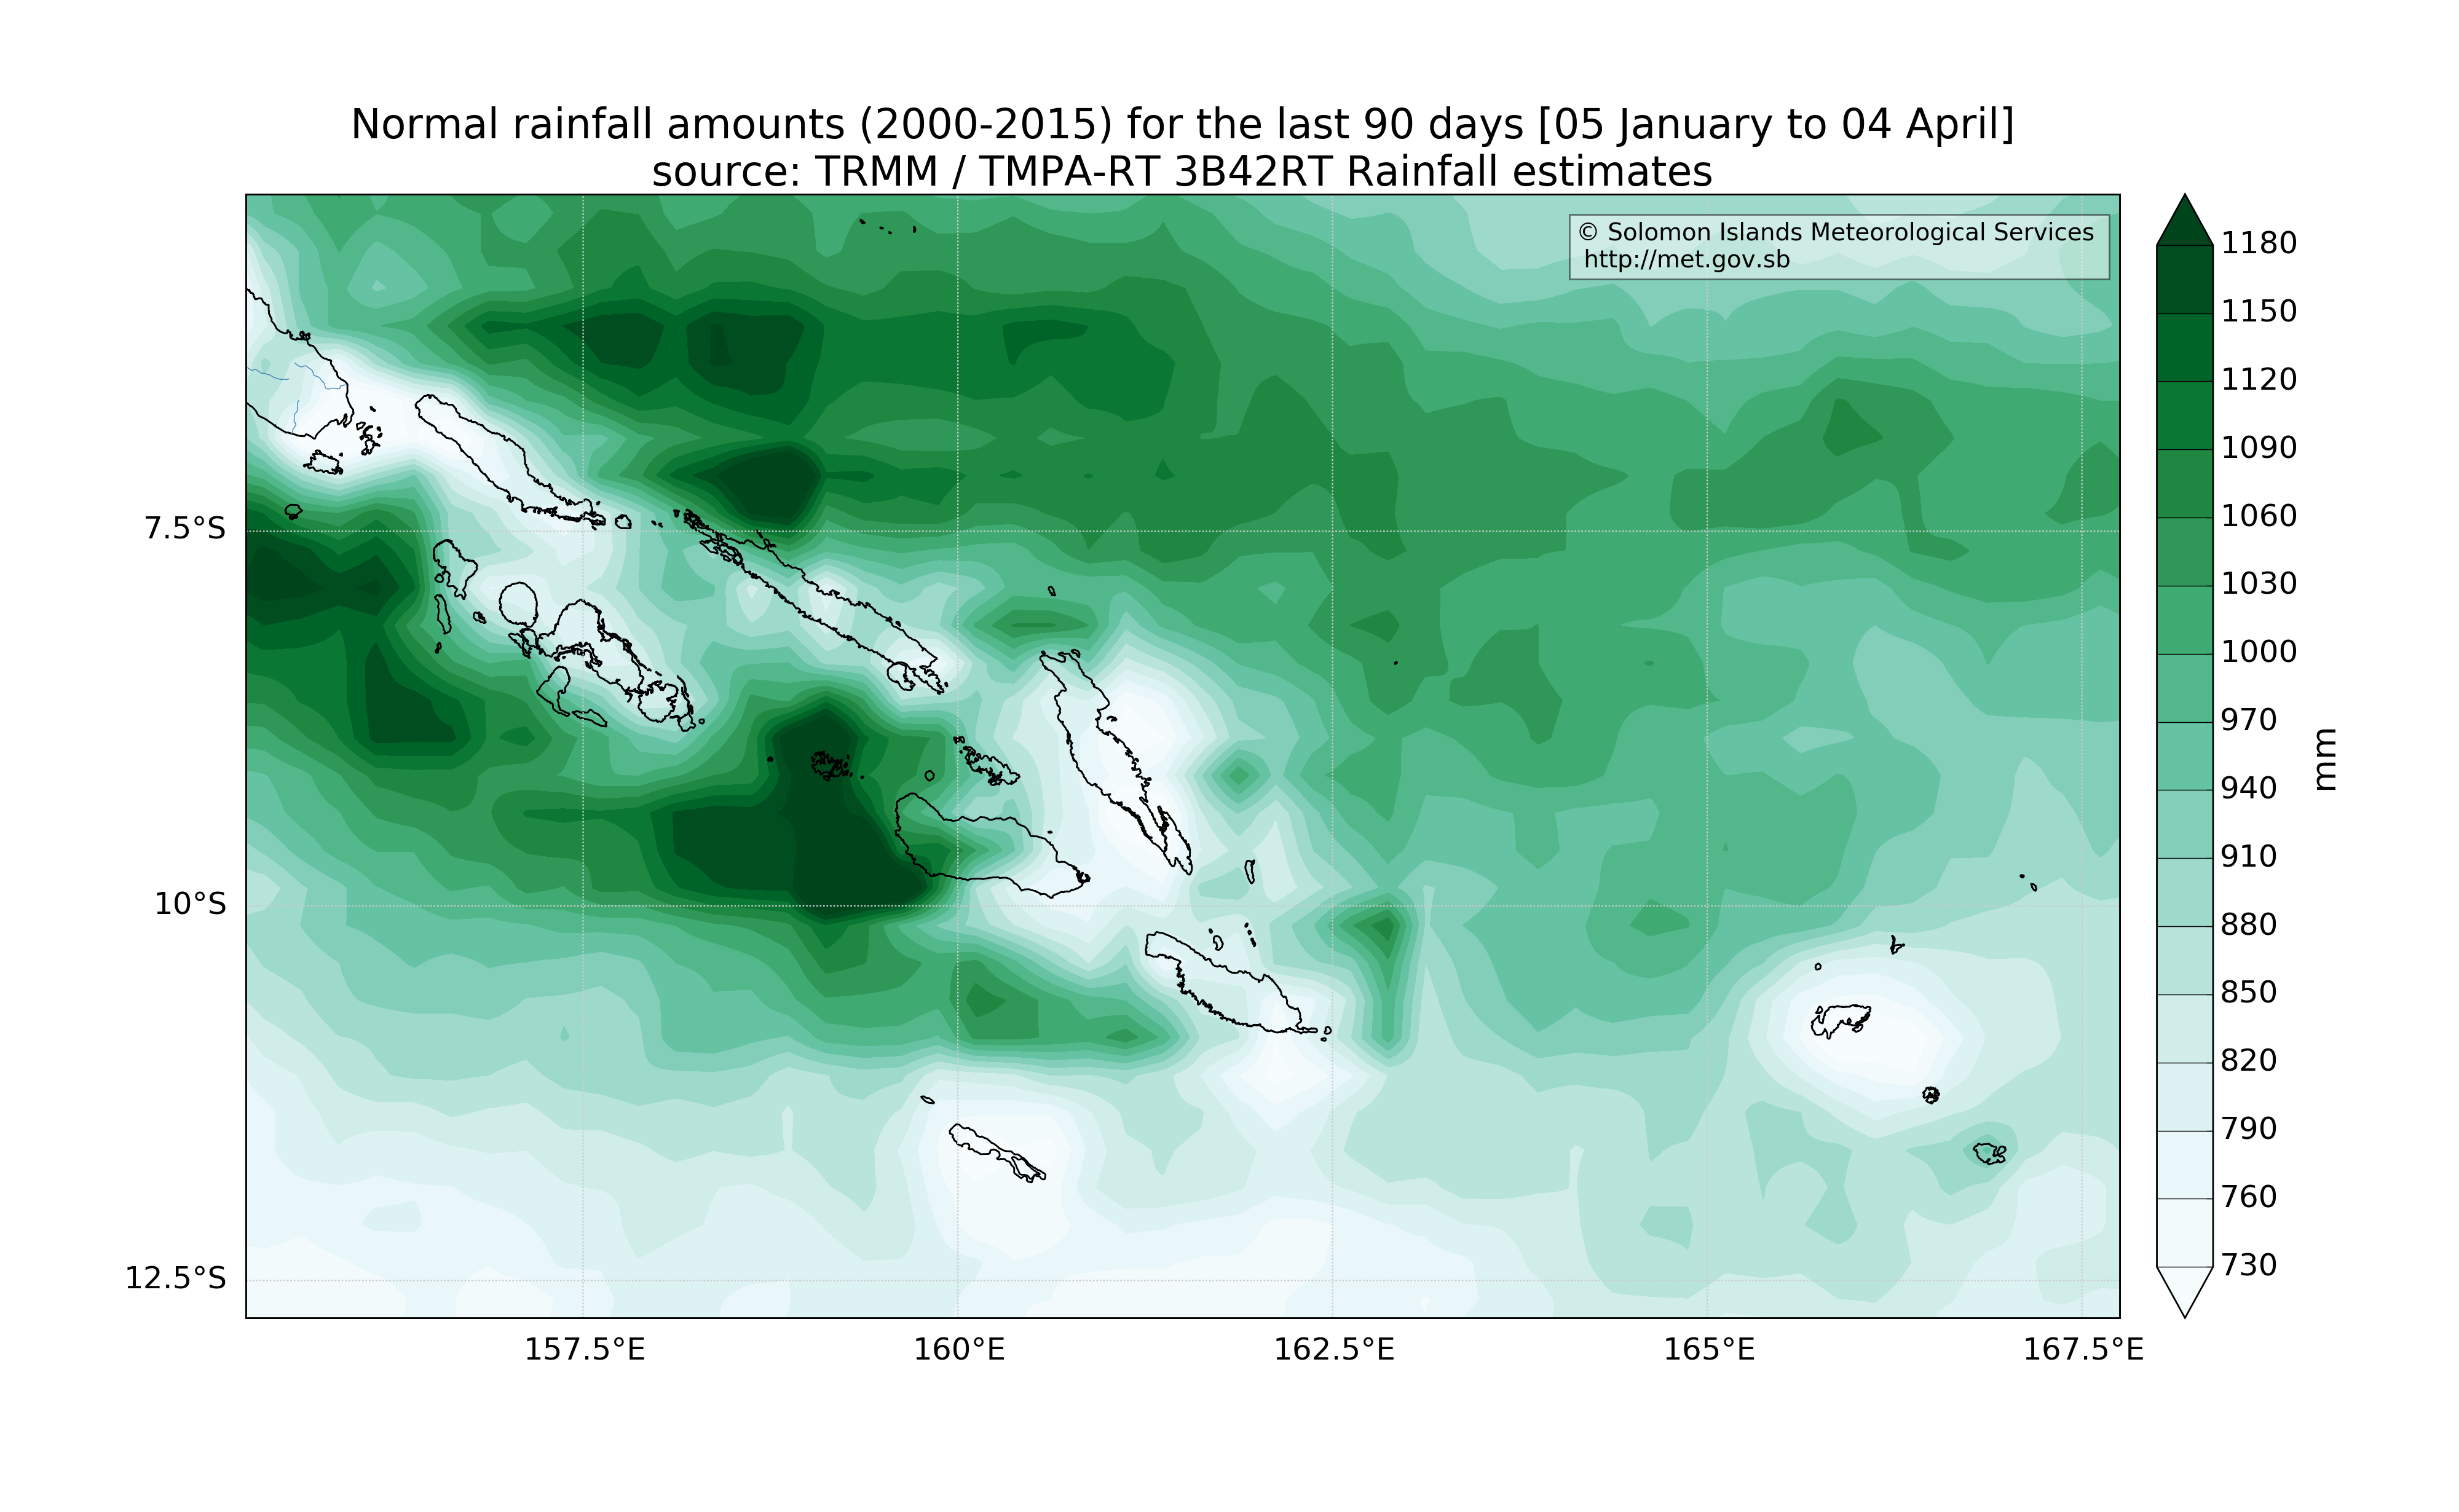 Normal rainfall amounts (2000-2015) for the last 90 days [05 January to 04 April]
source: TRMM / TMPA-RT 3B42RT Rainfall estimates
© Solomon Islands Meteorological Services
http://met.gov.sb
1180
1150
1120
1090
1060
1030
1000
970
940
910
880
850
820
790
760
730
mm
7.5°S
10°S
12.5°S
157.5°E
160°E
162.5°E
165°E
167.5°E